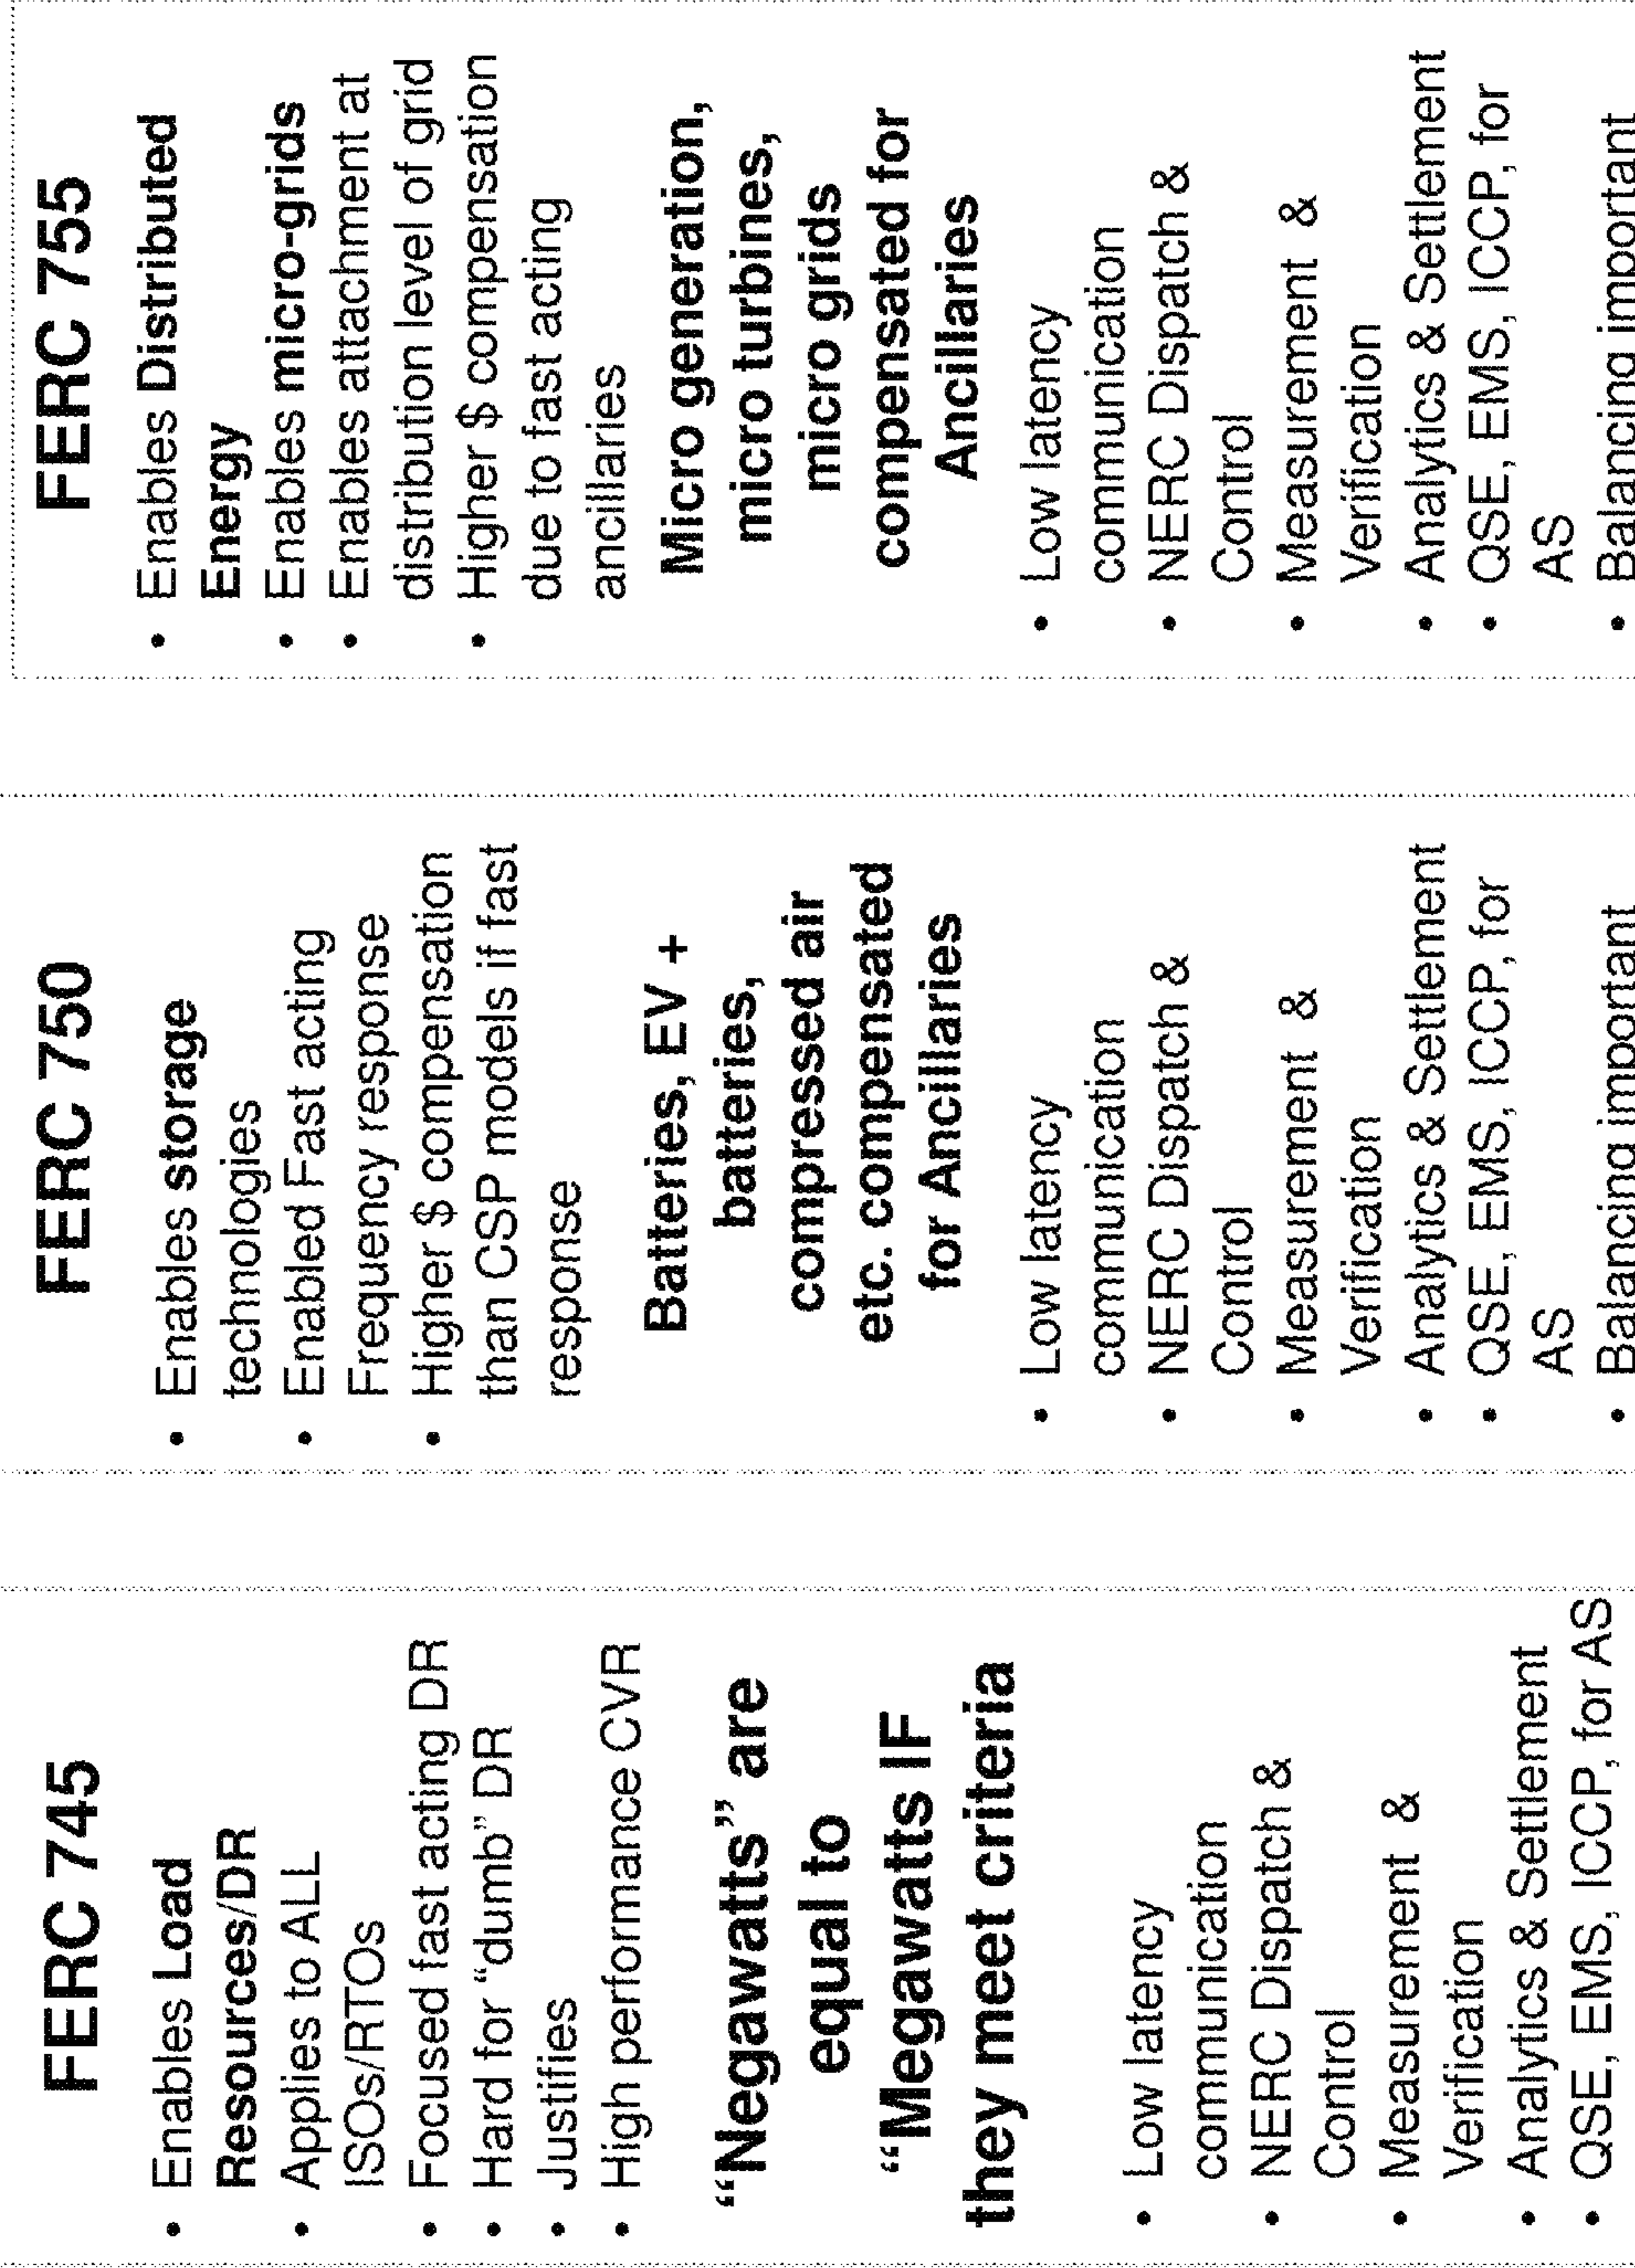 FERC 745
• Enables Load
Resources/DR
• Applies to ALL
ISOs/RTOs
• Focused fast acting DR
• Hard for “dumb” DR
• Justifies
• High performance CVR
“Negawatts” are
equal to
“Megawatts IF
they meet criteria
• Low latency
communication
• NERC Dispatch &
Control
• Measurement &
Verification
• Analytics & Settlement
• QSE, EMS, ICCP, for AS
FERC 750
• Enables storage
technologies
• Enabled Fast acting
Frequency response
• Higher $ compensation
than CSP models if fast
response
Batteries, EV +
batteries,
compressed air
etc. compensated
for Ancillaries
• Low latency
communication
• NERC Dispatch &
Control
• Measurement &
Verification
• Analytics & Settlement
• QSE, EMS, ICCP, for
AS
• Balancing important
FERC 755
• Enables Distributed
Energy
• Enables micro-grids
• Enables attachment at
distribution level of grid
• Higher $ compensation
due to fast acting
ancillaries
Micro generation,
micro turbines,
micro grids
compensated for
Ancillaries
• Low latency
communication
• NERC Dispatch &
Control
• Measurement &
Verification
• Analytics & Settlement
• QSE, EMS, ICCP, for
AS
• Balancing important